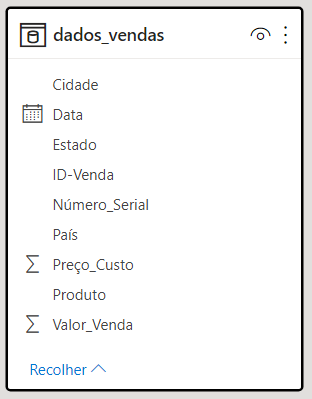 dados_vendas
Cidade
Data
Estado
ID-Venda
Número_Serial
País
Preço_Custo
Produto
Valor_Venda
Recolher